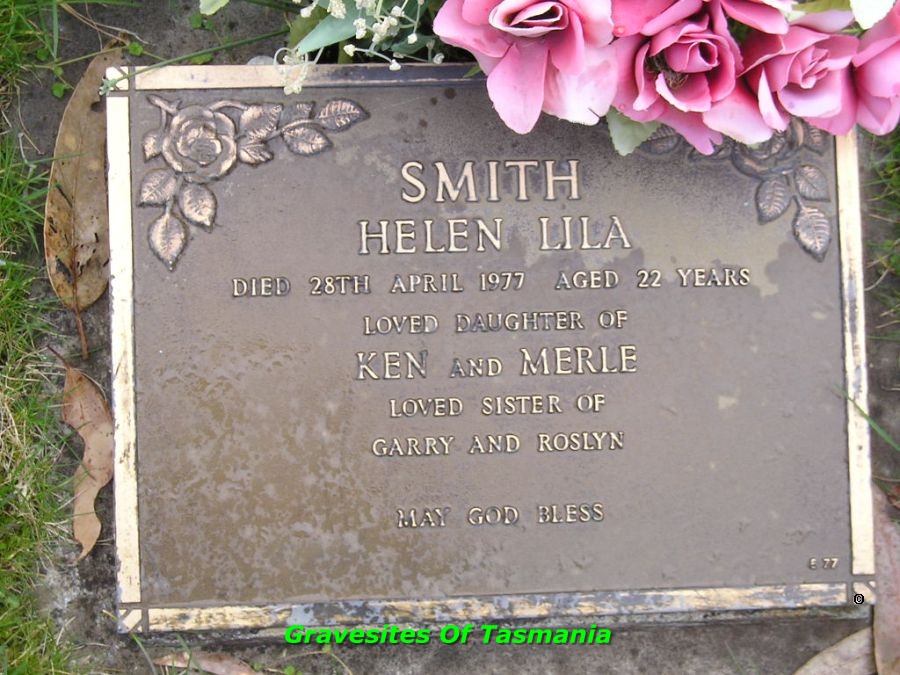 SMITH
HELEN LILA
DIED 28TH APRIL 1977 AGED 22 YEARS
LOVED DAUGHTER OF
KEN AND MERLE
LOVED SISTER OF
GARRY AND ROSLYN
MAY GOD BLESS
E 77
©
Gravesites Of Tasmania